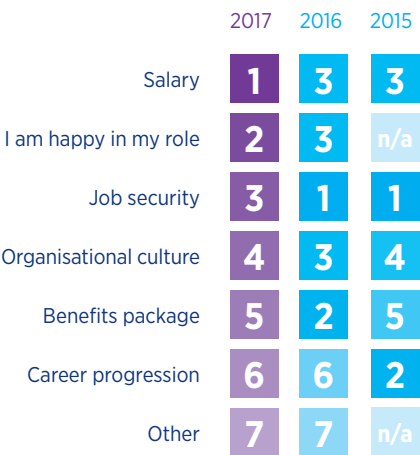 2017 2016 2015
Salary 1 3 3
I am happy in my role 2 3 n/a
Job security 3 1 1
Organisational culture 4 3 4
Benefits package 5 2 5
Career progression 6 6 2
Other 7 7 n/a